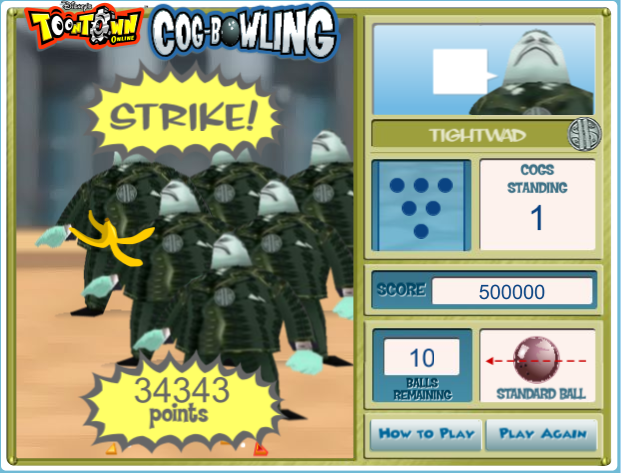 Disney's
TOONTOWN
ONLINE
COG-BOWLING
STRIKE!
34343
points
TIGHTWAD
COGS
STANDING
1
SCORE 500000
10
BALLS
REMAINING
STANDARD BALL
HOW TO PLAY
PLAY AGAIN